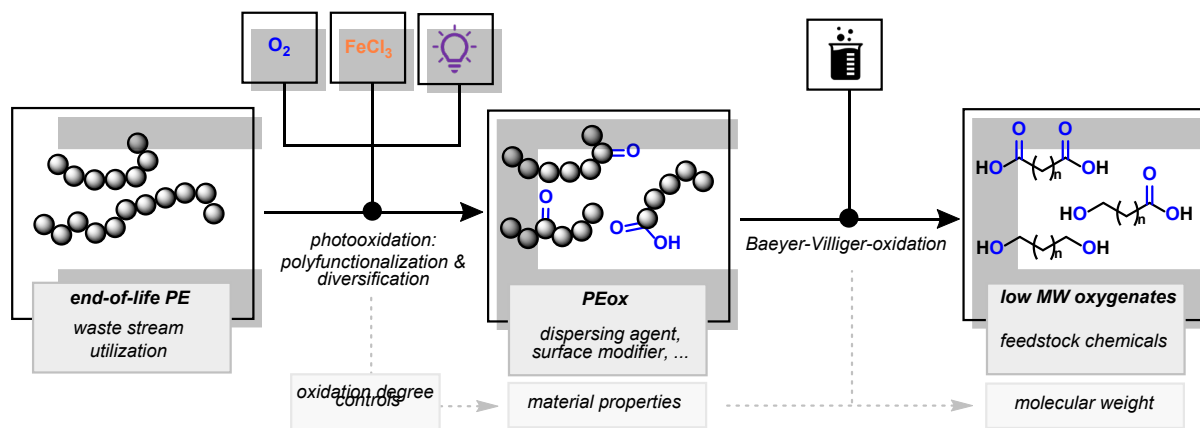 O2
FeCl3
O
O
O
OH
photooxidation:
polyfunctionalization &
diversification
Baeyer-Villiger-oxidation
O
O
HO
OH
n
O
HO
OH
n
HO
OH
n
end-of-life PE
waste stream
utilization
PEox
dispersing agent,
surface modifier, ...
low MW oxygenates
feedstock chemicals
oxidation degree
controls
material properties
molecular weight